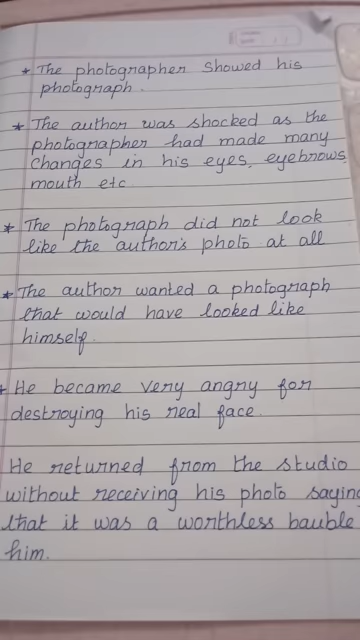 * The photographer showed his
photograph.
* The author was shocked as the
photographer had made many
changes in his eyes, eyebrows,
mouth etc
* The photograph did not look
like the author's photo at all
* The author wanted a photograph
that would have looked like
himself.
* He became very angry for
destroying his real face.
He returned from the studio
without receiving his photo saying
that it was a worthless bauble
him.